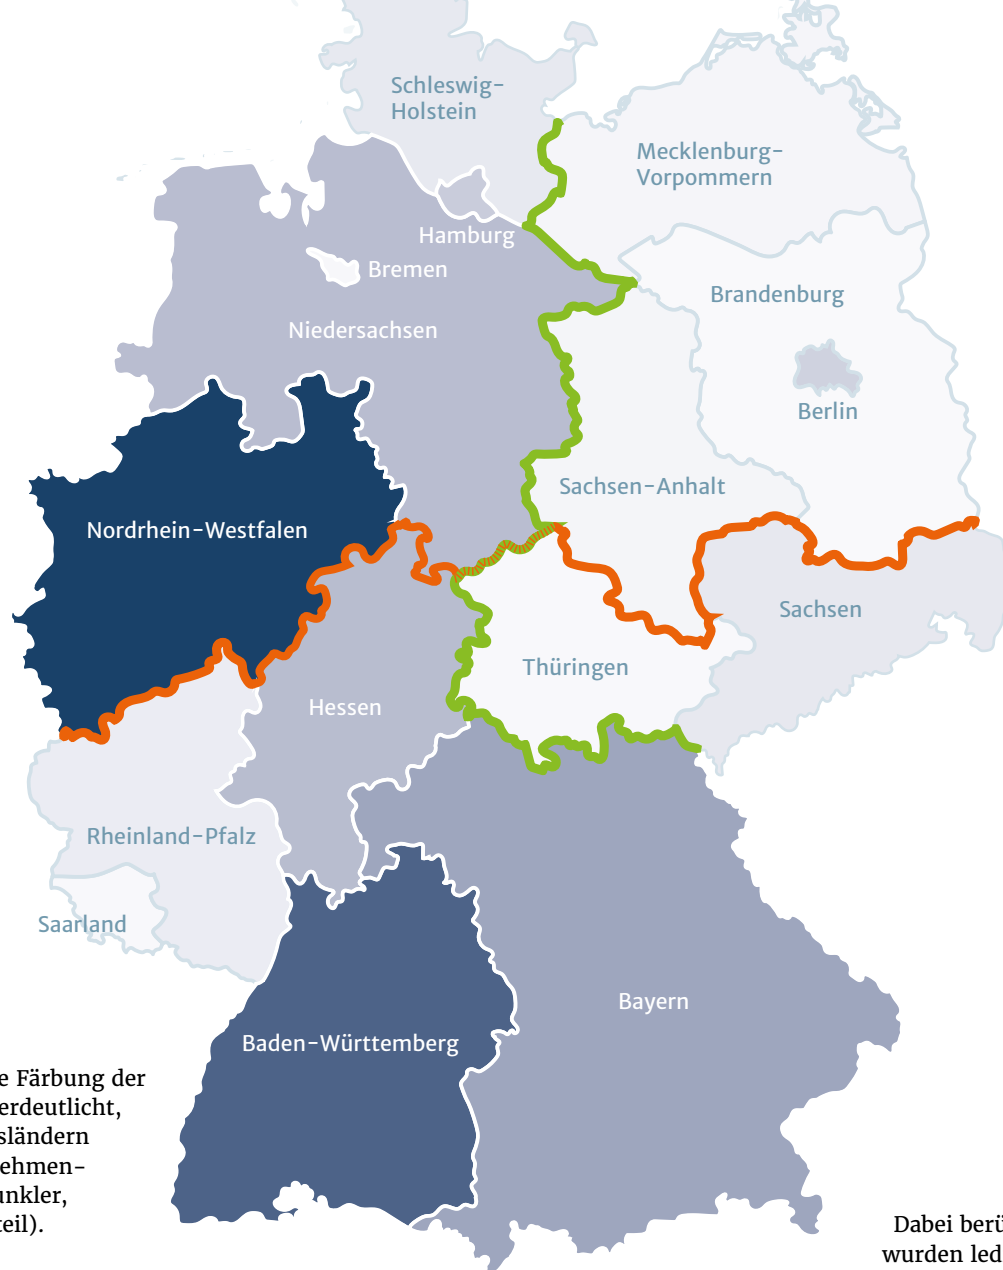 Schleswig-
Holstein
Mecklenburg-
Vorpommern
Hamburg
Bremen
Brandenburg
Niedersachsen
Berlin
Sachsen-Anhalt
Nordrhein-Westfalen
Sachsen
Thüringen
Hessen
Rheinland-Pfalz
Saarland
Bayern
Baden-Württemberg
e Färbung der
erdeutlicht,
sländern
ehmen-
unkler,
teil).
Dabei berü
wurden led